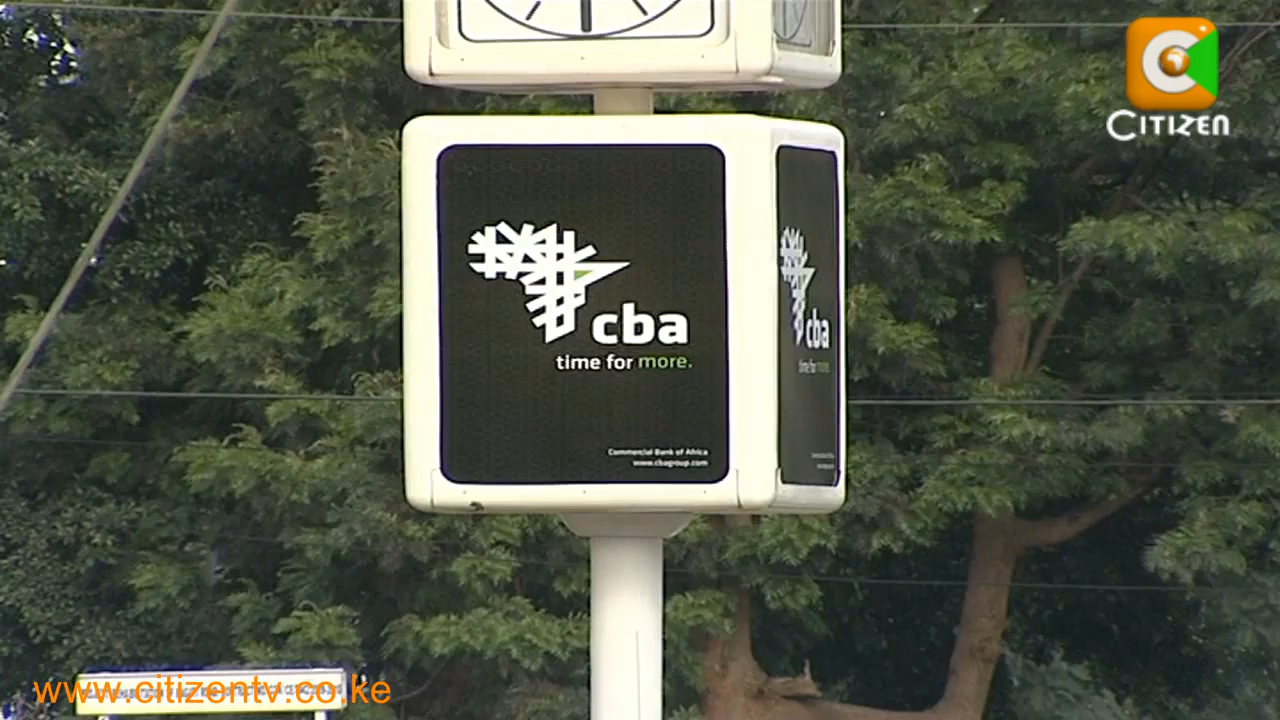 CITIZEN
cba
time for more.
Commercial Bank of Africa
www.cbagroup.com
cba
time for more.
www.citizentv.co.ke